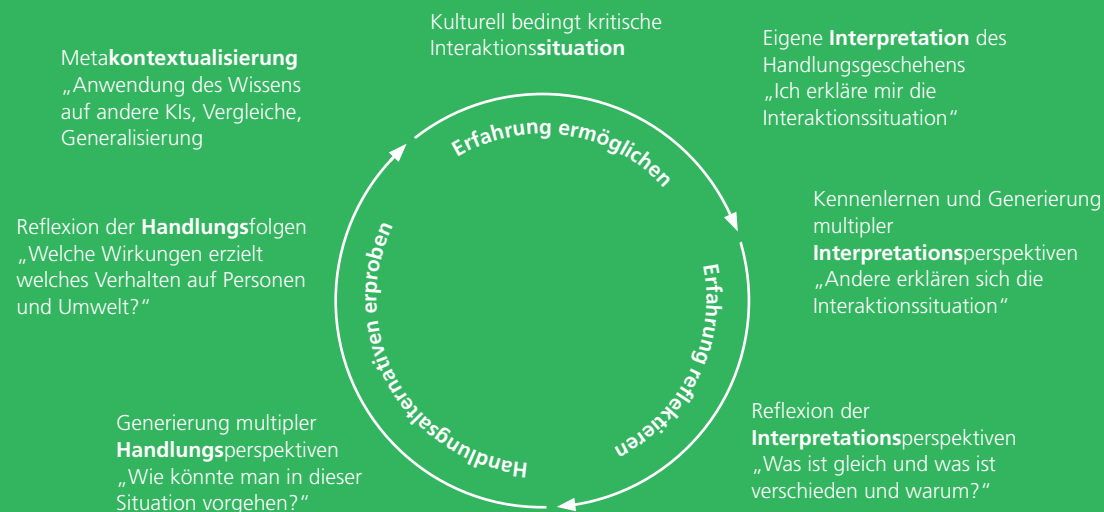 Kulturell bedingt kritische
Interaktionssituation
Eigene Interpretation des
Handlungsgeschehens
„Ich erkläre mir die
Interaktionssituation“
Kennenlernen und Generierung
multipler
Interpretationsperspektiven
„Andere erklären sich die
Interaktionssituation“
Reflexion der
Interpretationsperspektiven
„Was ist gleich und was ist
verschieden und warum?“
Generierung multipler
Handlungsperspektiven
„Wie könnte man in dieser
Situation vorgehen?“
Reflexion der Handlungsfolgen
„Welche Wirkungen erzielt
welches Verhalten auf Personen
und Umwelt?“
Metakontextualisierung
„Anwendung des Wissens
auf andere KIs, Vergleiche,
Generalisierung
Erfahrung ermöglichen
Erfahrung reflektieren
Handlungsalternativen erproben